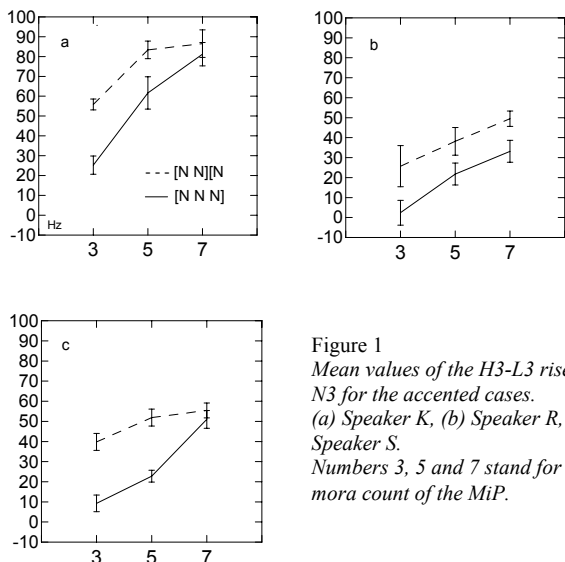 100
90
80
70
60
50
40
30
20
10
0
-10
a
[N N][N
[N N N]
Hz
3 5 7
100
90
80
70
60
50
40
30
20
10
0
-10
b
3 5 7
100
90
80
70
60
50
40
30
20
10
0
-10
c
3 5 7
Figure 1
Mean values of the H3-L3 rise
N3 for the accented cases.
(a) Speaker K, (b) Speaker R,
Speaker S.
Numbers 3, 5 and 7 stand for
mora count of the MiP.